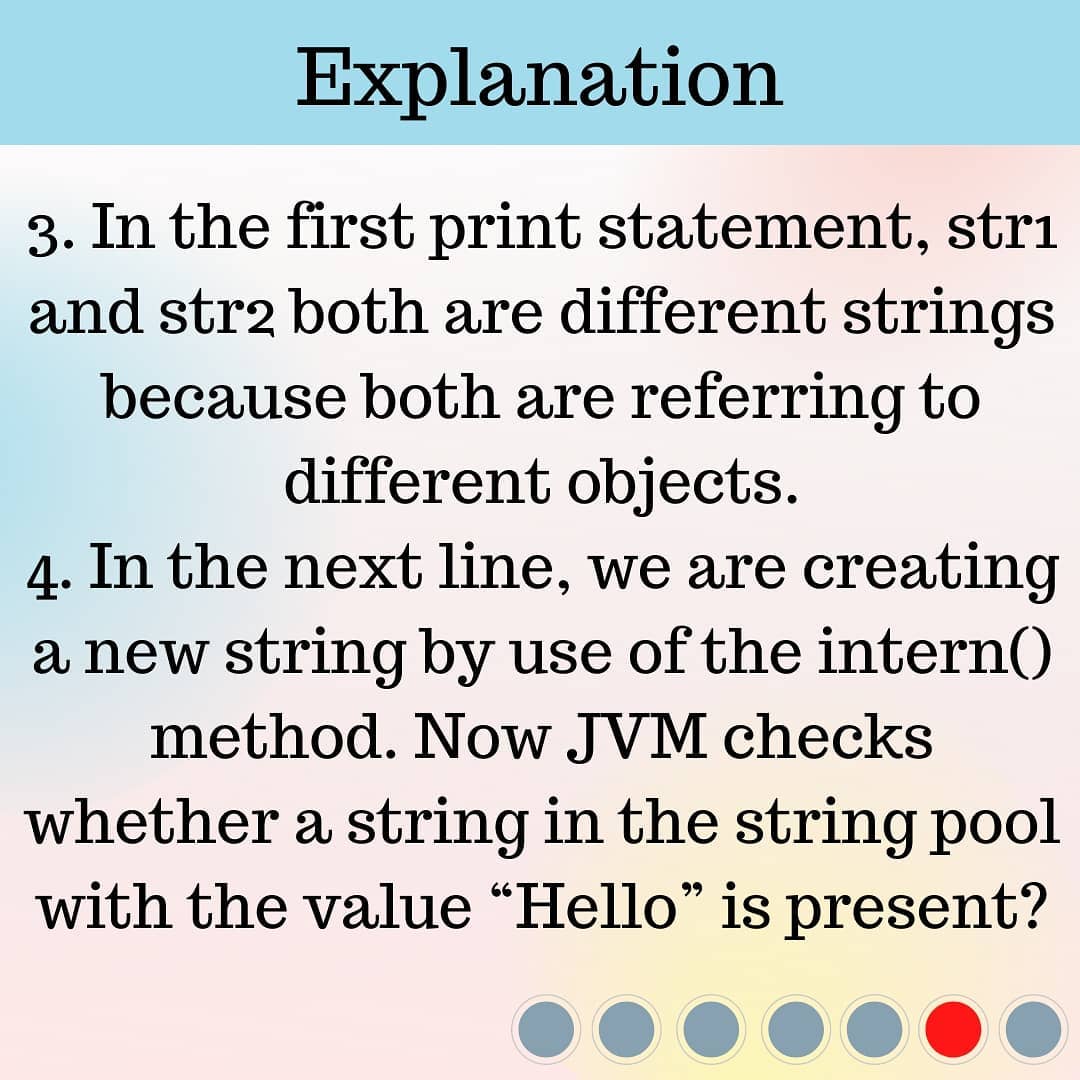 Explanation
3. In the first print statement, str1
and str2 both are different strings
because both are referring to
different objects.
4. In the next line, we are creating
a new string by use of the intern()
method. Now JVM checks
whether a string in the string pool
with the value “Hello” is present?